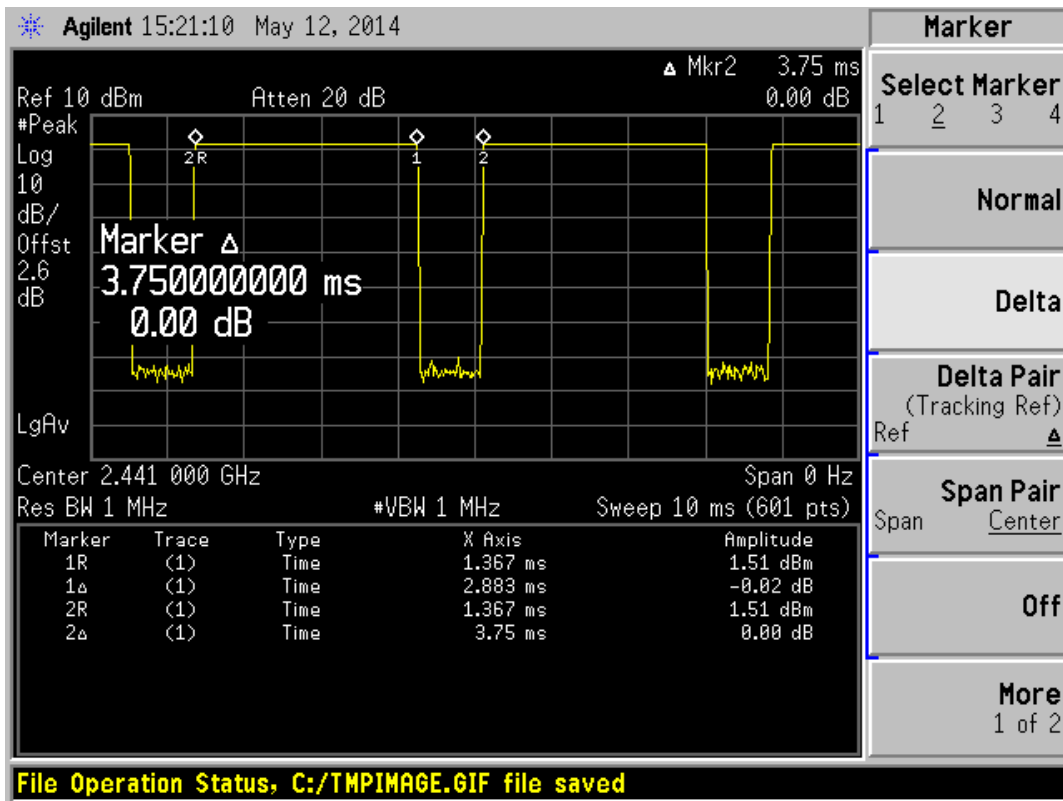 Agilent 15:21:10 May 12, 2014
Δ Mkr2 3.75 ms
Ref 10 dBm Atten 20 dB 0.00 dB
#Peak
Log
10
dB/
Offst
2.6
dB
LgAv
2R 1 2
Marker Δ
3.750000000 ms
0.00 dB
Center 2.441 000 GHz Span 0 Hz
Res BW 1 MHz #VBW 1 MHz Sweep 10 ms (601 pts)
Marker Trace Type X Axis Amplitude
1R (1) Time 1.367 ms 1.51 dBm
1Δ (1) Time 2.883 ms -0.02 dB
2R (1) Time 1.367 ms 1.51 dBm
2Δ (1) Time 3.75 ms 0.00 dB
File Operation Status, C:/TMPIMAGE.GIF file saved
Marker
Select Marker
1 2 3 4
Normal
Delta
Delta Pair
(Tracking Ref)
Ref Δ
Span Pair
Span Center
Off
More
1 of 2